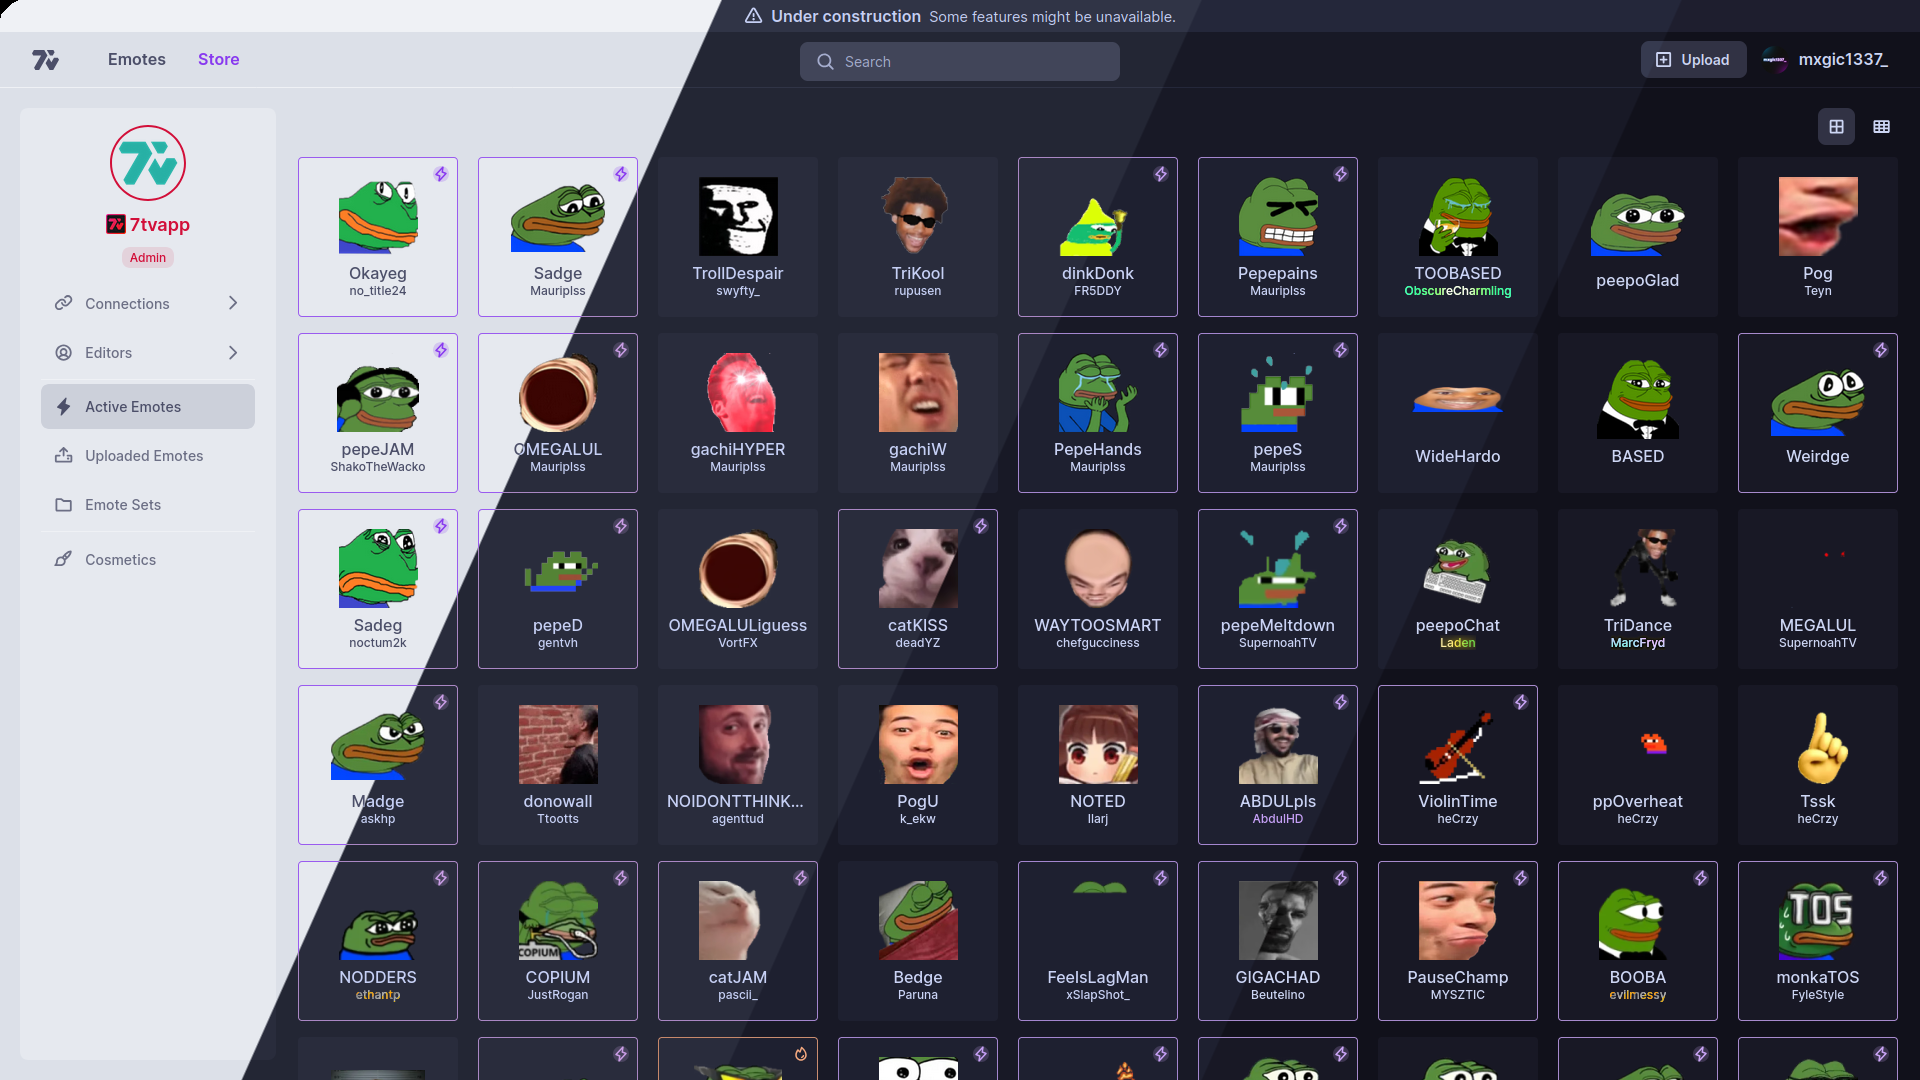 Under construction Some features might be unavailable.
Emotes
Store
Search
Upload
mxgic1337_
7tvapp
Admin
Connections
Editors
Active Emotes
Uploaded Emotes
Emote Sets
Cosmetics
Okayeg
no_title24
Sadge
Mauriplss
TrollDespair
swyfty_
TriKool
rupusen
dinkDonk
FR5DDY
Pepepains
Mauriplss
TOOBASED
ObscureCharmling
peepoGlad
Pog
Teyn
pepeJAM
ShakoTheWacko
OMEGALUL
Mauriplss
gachiHYPER
Mauriplss
gachiW
Mauriplss
PepeHands
Mauriplss
pepeS
Mauriplss
WideHardo
BASED
Weirdge
Sadeg
noctum2k
pepeD
gentvh
OMEGALULiguess
VortFX
catKISS
deadYZ
WAYTOOSMART
chefgucciness
pepeMeltdown
SupernoahTV
peepoChat
Laden
TriDance
MarcFryd
MEGALUL
SupernoahTV
Madge
askhp
donowall
Ttootts
NOIDONTTHINK...
agenttud
PogU
k_ekw
NOTED
llarj
ABDULpls
AbdulHD
ViolinTime
heCrzy
ppOverheat
heCrzy
Tssk
heCrzy
NODDERS
ethantp
COPIUM
COPIUM
JustRogan
catJAM
pascii_
Bedge
Paruna
FeelsLagMan
xSlapShot_
GIGACHAD
Beutelino
PauseChamp
MYSZTIC
BOOBA
evilmessy
TOS
monkaTOS
FyleStyle